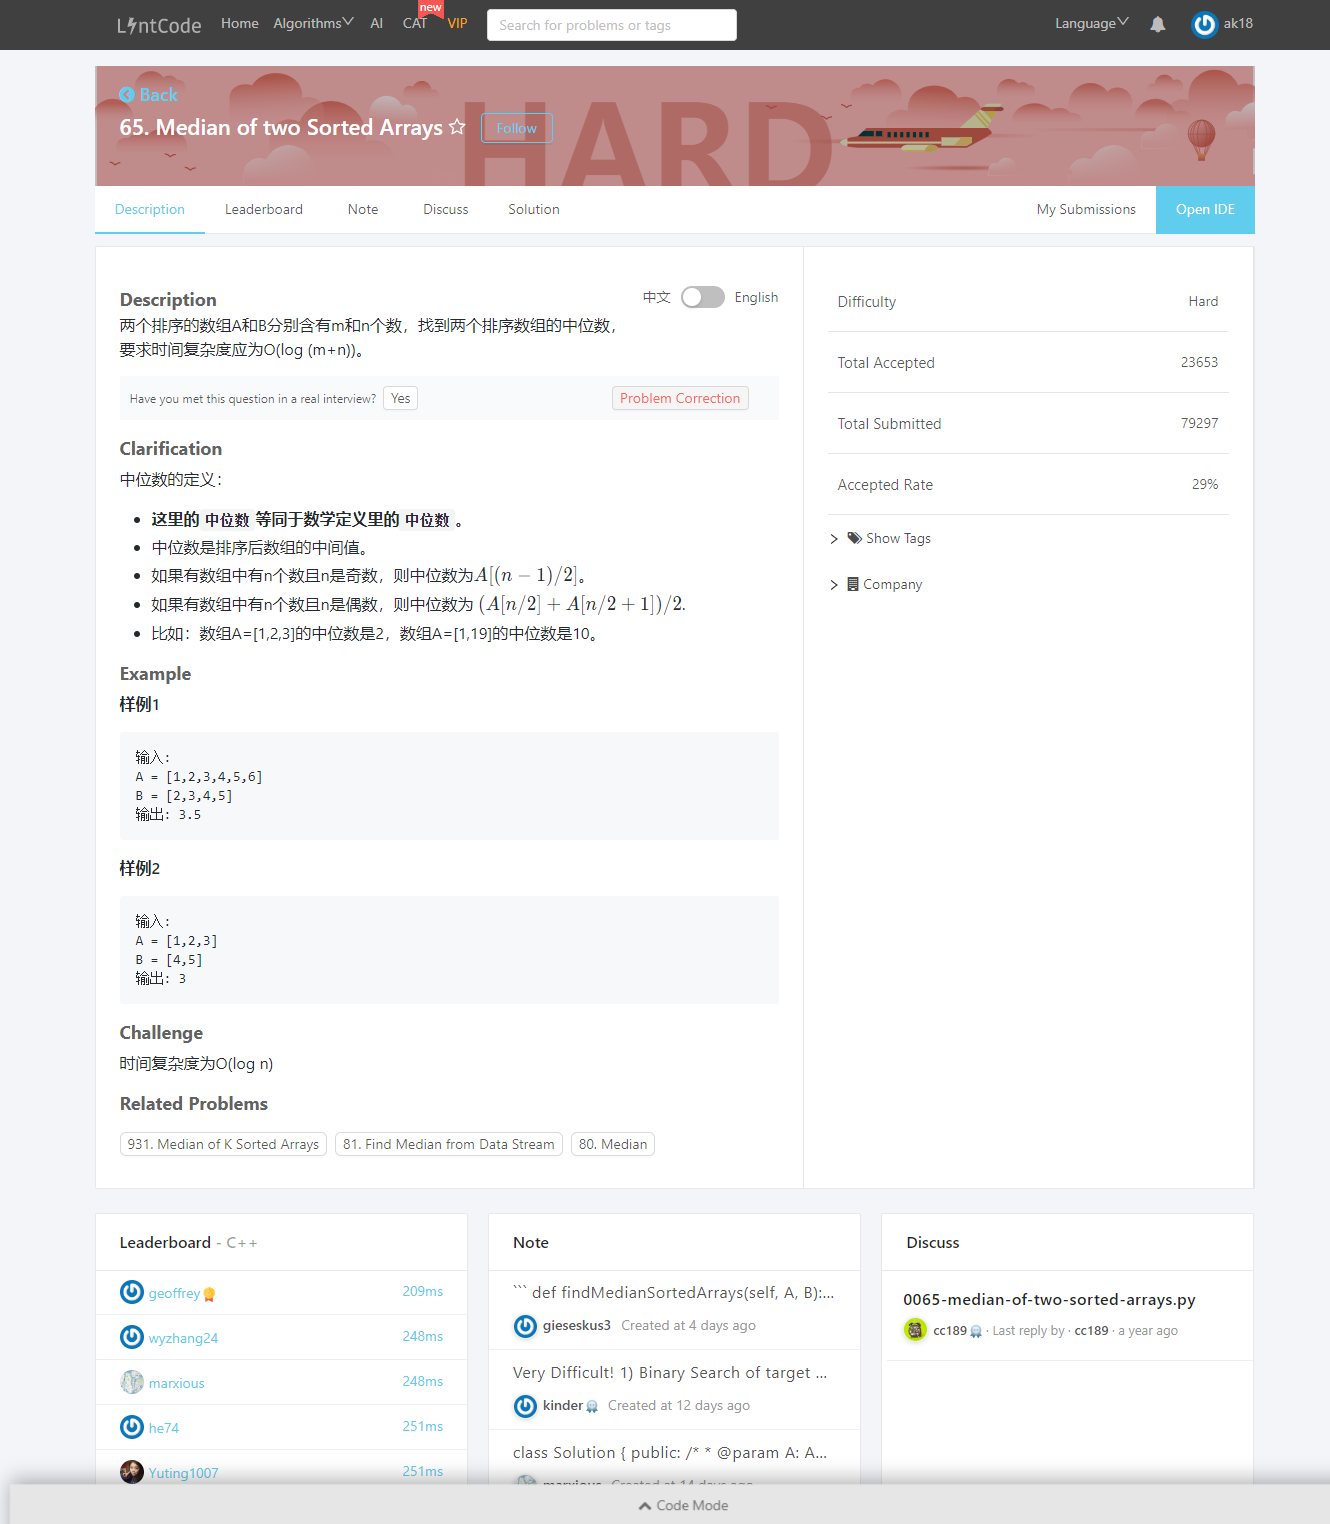 LintCode Home Algorithms AI CAT new VIP Search for problems or tags Language ak18
Back
65. Median of two Sorted Arrays Follow
HARD
Description Leaderboard Note Discuss Solution My Submissions Open IDE
Description 中文 English
两个排序的数组A和B分别含有m和n个数，找到两个排序数组的中位数，
要求时间复杂度应为O(log (m+n))。
Have you met this question in a real interview? Yes Problem Correction
Clarification
中位数的定义：
这里的 中位数 等同于数学定义里的 中位数 。
中位数是排序后数组的中间值。
如果有数组中有n个数且n是奇数，则中位数为A[(n − 1)/2]。
如果有数组中有n个数且n是偶数，则中位数为 (A[n/2] + A[n/2 + 1])/2.
比如：数组A=[1,2,3]的中位数是2，数组A=[1,19]的中位数是10。
Example
样例1
输入:
A = [1,2,3,4,5,6]
B = [2,3,4,5]
输出: 3.5
样例2
输入:
A = [1,2,3]
B = [4,5]
输出: 3
Challenge
时间复杂度为O(log n)
Related Problems
931. Median of K Sorted Arrays 81. Find Median from Data Stream 80. Median
Difficulty Hard
Total Accepted 23653
Total Submitted 79297
Accepted Rate 29%
Show Tags
Company
Leaderboard - C++
geoffrey 209ms
wyzhang24 248ms
marxious 248ms
he74 251ms
Yuting1007 251ms
Note
``` def findMedianSortedArrays(self, A, B):...
gieseskus3 Created at 4 days ago
Very Difficult! 1) Binary Search of target ...
kinder Created at 12 days ago
class Solution { public: /* * @param A: A...
marxious Created at 14 days ago
Discuss
0065-median-of-two-sorted-arrays.py
cc189 · Last reply by · cc189 · a year ago
Code Mode